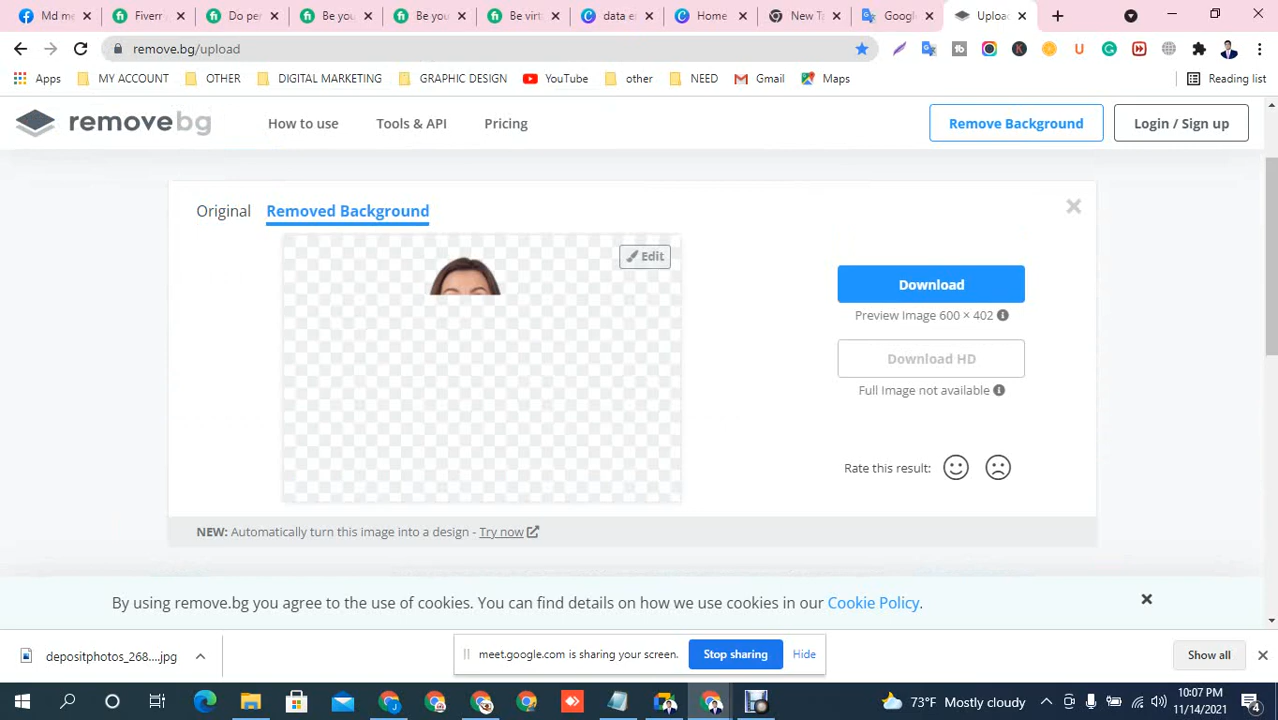 Md me
Fiverr
Do per
Be you
Be you
Be virt
data e
Home
New T
Googl
Uploa
remove.bg/upload
Apps MY ACCOUNT OTHER DIGITAL MARKETING GRAPHIC DESIGN YouTube other NEED Gmail Maps Reading list
removebg How to use Tools & API Pricing Remove Background Login / Sign up
Original Removed Background
Edit
Download
Preview Image 600 × 402
Download HD
Full Image not available
Rate this result:
NEW: Automatically turn this image into a design - Try now
By using remove.bg you agree to the use of cookies. You can find details on how we use cookies in our Cookie Policy.
depositphotos_268....jpg
meet.google.com is sharing your screen. Stop sharing Hide
Show all
73°F Mostly cloudy
10:07 PM
11/14/2021
4